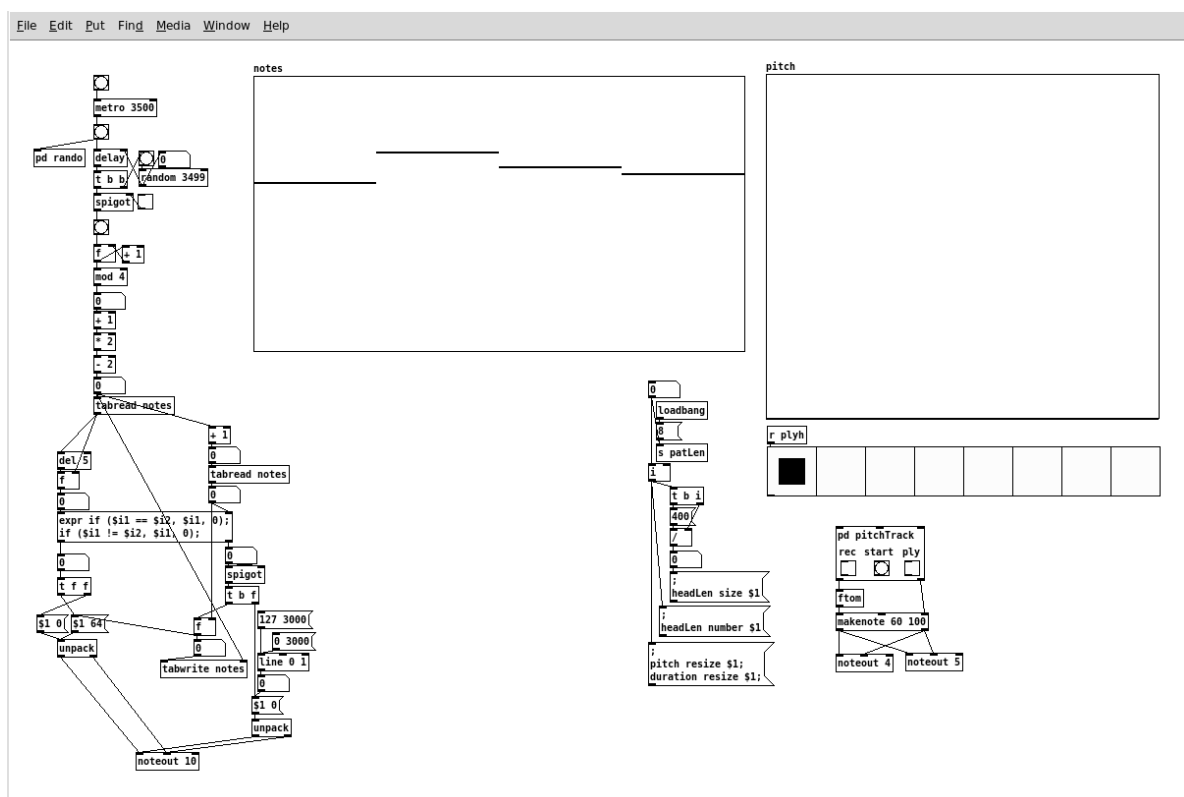 File Edit Put Find Media Window Help
notes
pitch
metro 3500
pd rando
delay
0
random 3499
t b b
spigot
f
+ 1
mod 4
0
+ 1
* 2
- 2
0
tabread notes
+ 1
0
tabread notes
0
del 5
f
0
expr if ($i1 == $i2, $i1, 0);
if ($i1 != $i2, $i1, 0);
0
spigot
t b f
0
t f f
$1 0
$1 64
unpack
f
0
tabwrite notes
127 3000
0 3000
line 0 1
0
$1 0
unpack
noteout 10
0
loadbang
8
s patLen
i
t b i
400
/
0
;
headLen size $1
;
headLen number $1
;
pitch resize $1;
duration resize $1;
r plyh
pd pitchTrack
rec start ply
ftom
makenote 60 100
noteout 4
noteout 5